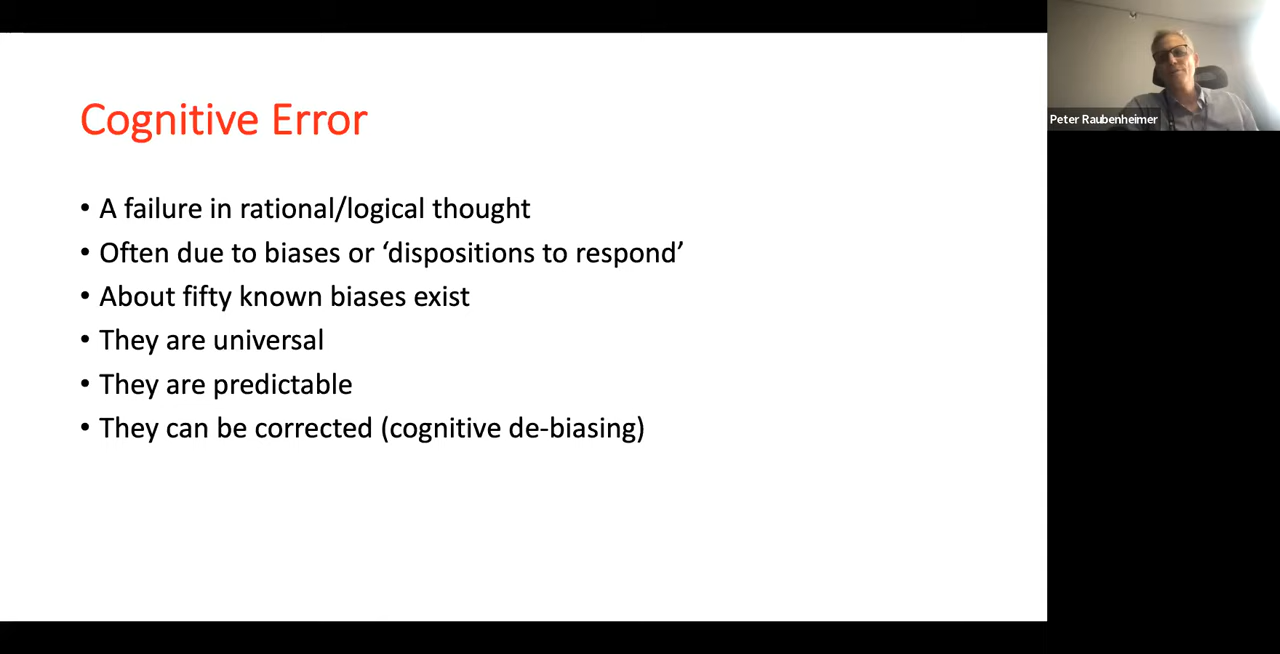 Cognitive Error
• A failure in rational/logical thought
• Often due to biases or ‘dispositions to respond’
• About fifty known biases exist
• They are universal
• They are predictable
• They can be corrected (cognitive de-biasing)
Peter Raubenheimer